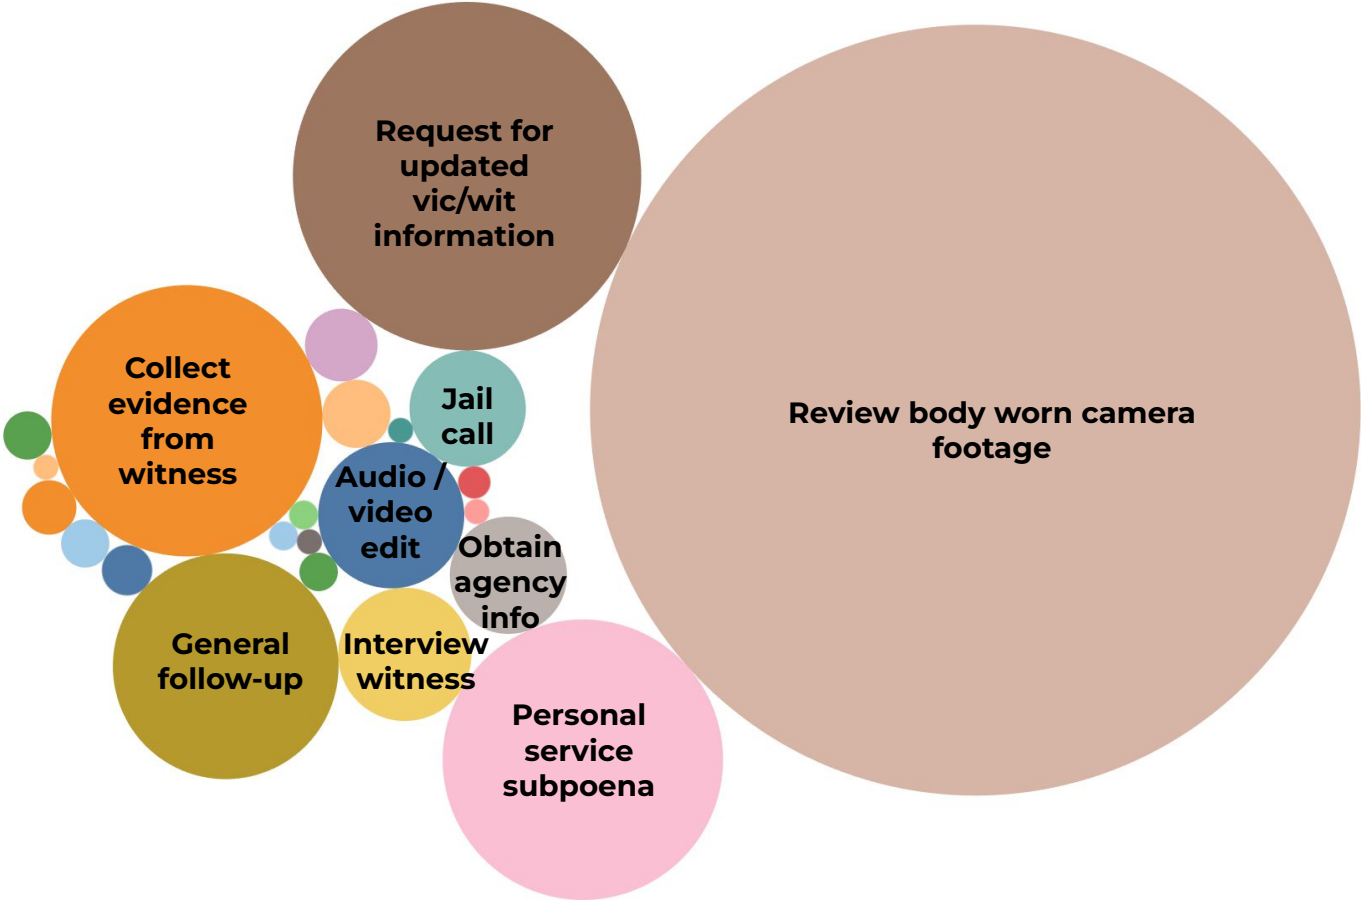 Request for
updated
vic/wit
information
Collect
evidence
from
witness
Jail
call
Review body worn camera
footage
Audio /
video
edit
Obtain
agency
info
General
follow-up
Interview
witness
Personal
service
subpoena